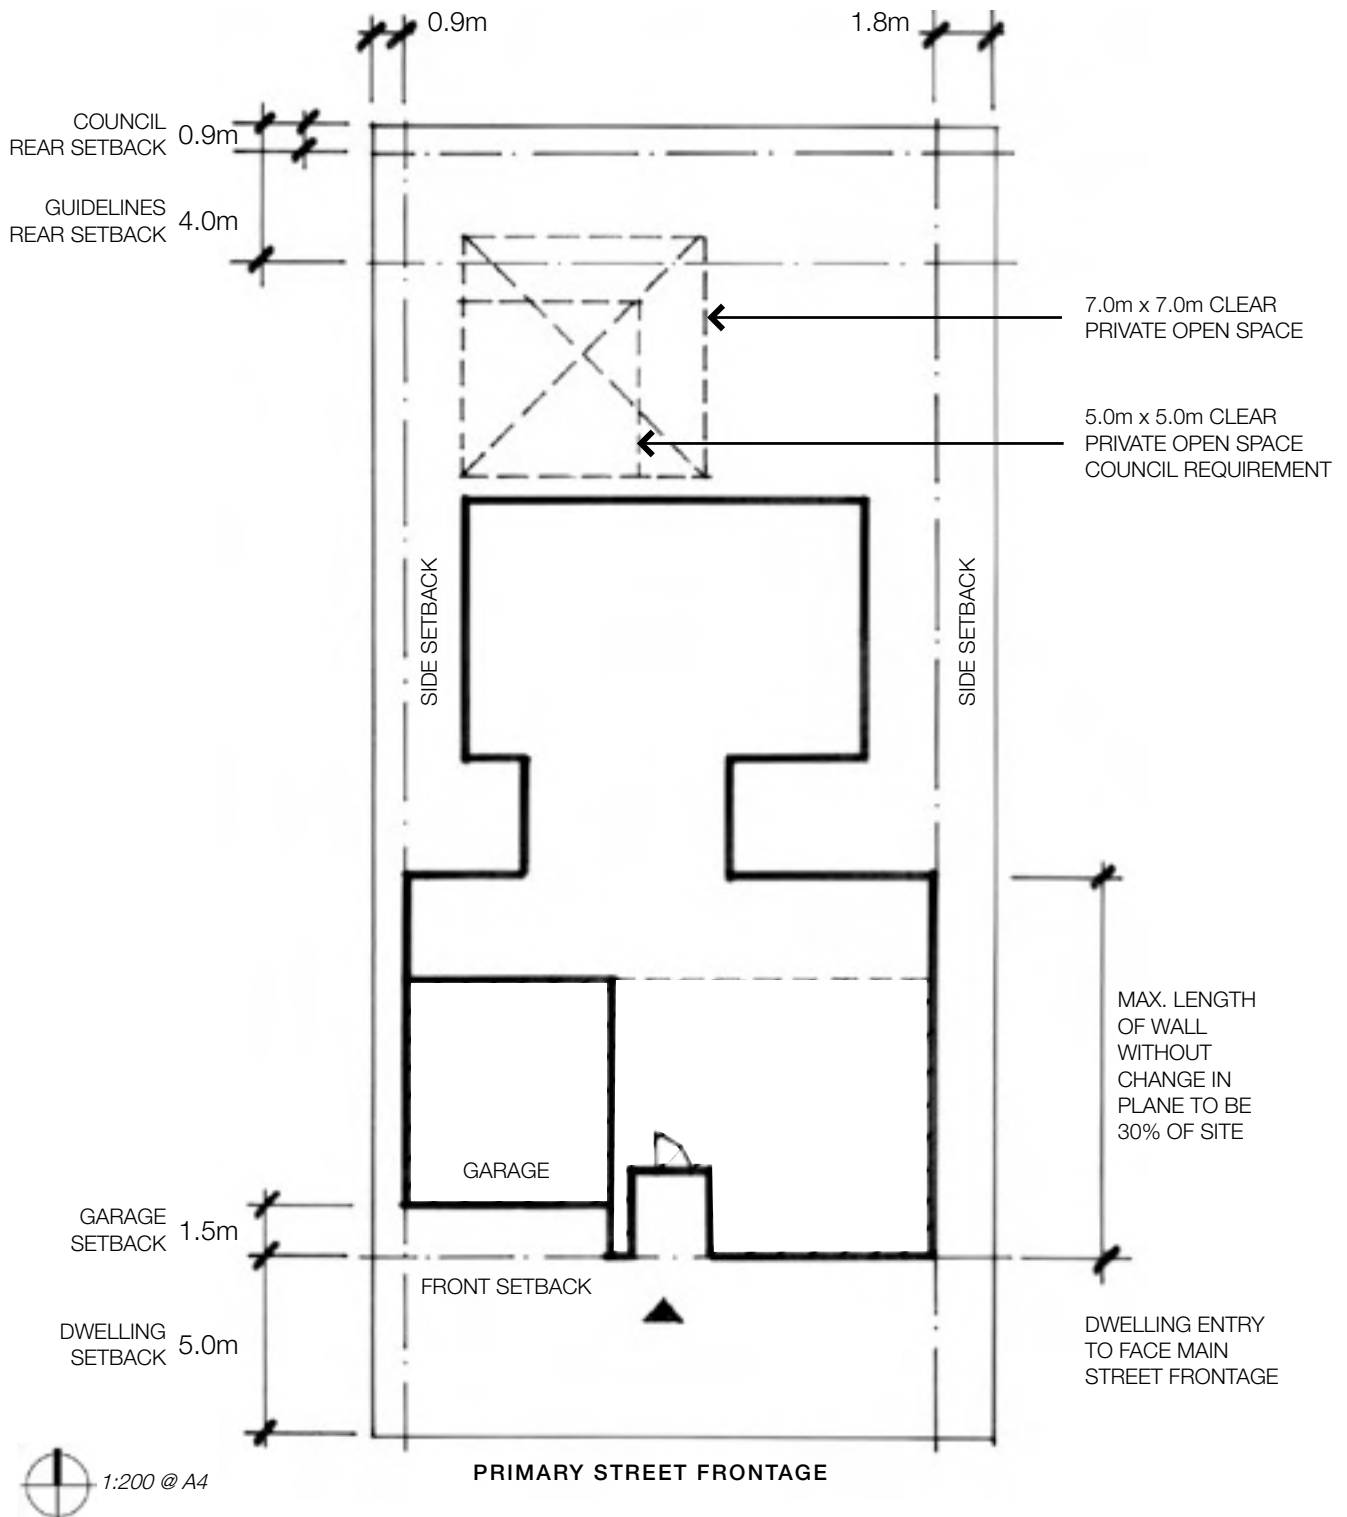 0.9m
1.8m
COUNCIL
REAR SETBACK
0.9m
GUIDELINES
REAR SETBACK
4.0m
7.0m x 7.0m CLEAR
PRIVATE OPEN SPACE
5.0m x 5.0m CLEAR
PRIVATE OPEN SPACE
COUNCIL REQUIREMENT
SIDE SETBACK
SIDE SETBACK
MAX. LENGTH
OF WALL
WITHOUT
CHANGE IN
PLANE TO BE
30% OF SITE
GARAGE
GARAGE
SETBACK
1.5m
FRONT SETBACK
DWELLING
SETBACK
5.0m
DWELLING ENTRY
TO FACE MAIN
STREET FRONTAGE
PRIMARY STREET FRONTAGE
1:200 @ A4